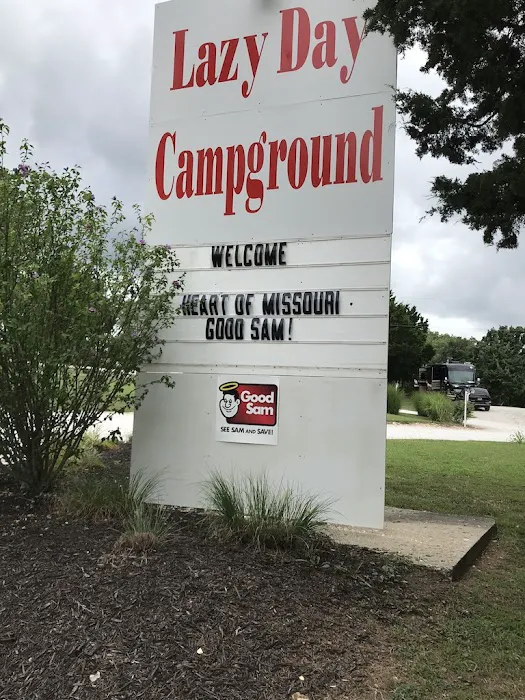 Lazy Day
Campground
WELCOME
HEART OF MISSOURI
GOOD SAM!
Good
Sam
SEE SAM AND SAVE!